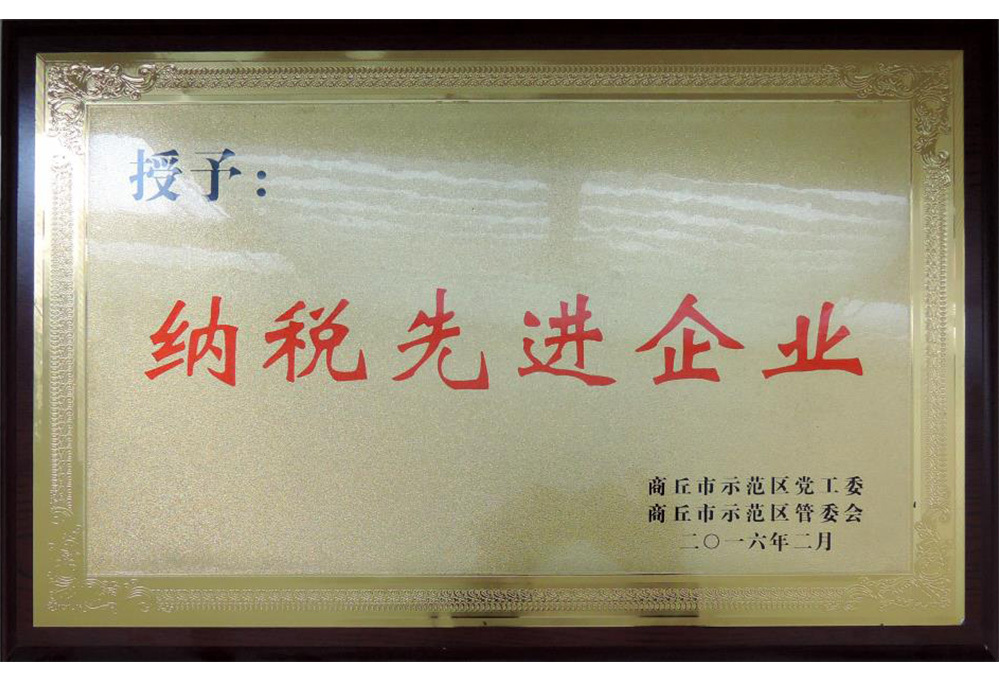 授予：
纳税先进企业
商丘市示范区党工委
商丘市示范区管委会
二〇一六年二月